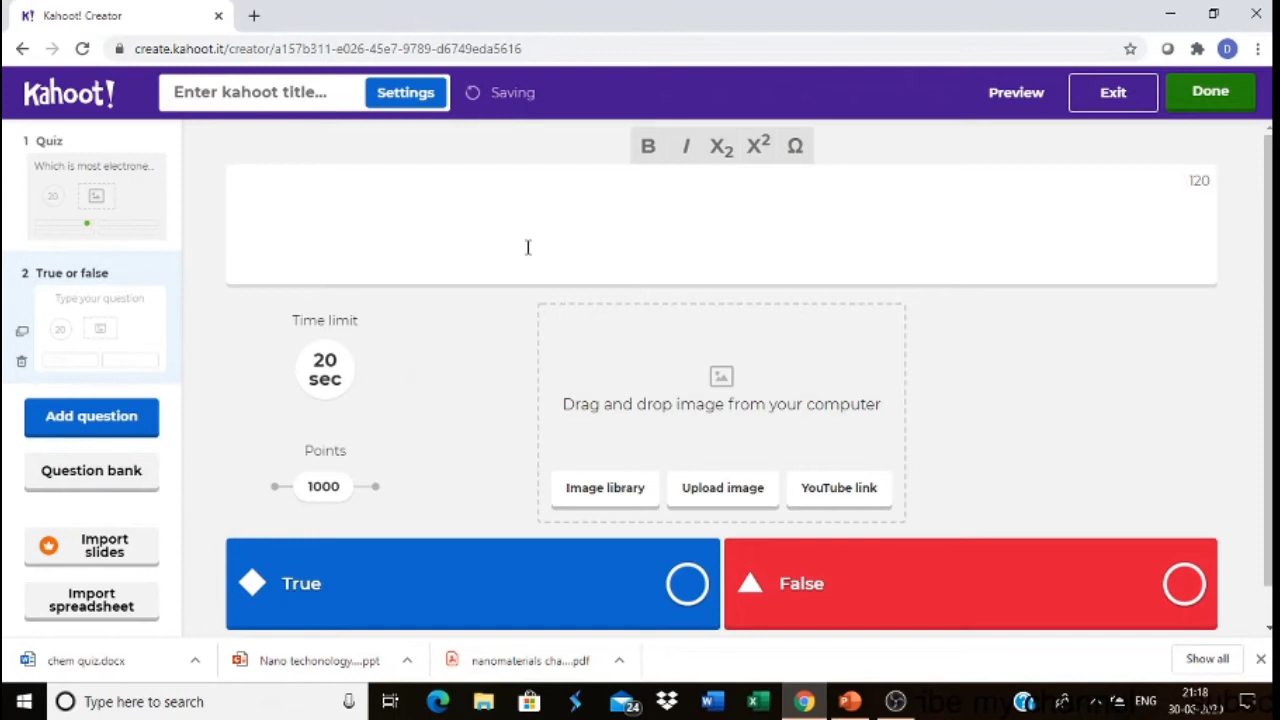 Kahoot! Creator
create.kahoot.it/creator/a157b311-e026-45e7-9789-d6749eda5616
D
Kahoot!
Enter kahoot title...
Settings
Saving
Preview
Exit
Done
1 Quiz
Which is most electrone...
20
2 True or false
Type your question
20
Add question
Question bank
Import
slides
Import
spreadsheet
B I X2 X2 Ω
120
Time limit
20
sec
Points
1000
Drag and drop image from your computer
Image library
Upload image
YouTube link
True
False
chem quiz.docx
Nano techonology....ppt
nanomaterials cha....pdf
Show all
Type here to search
24
ENG
21:18